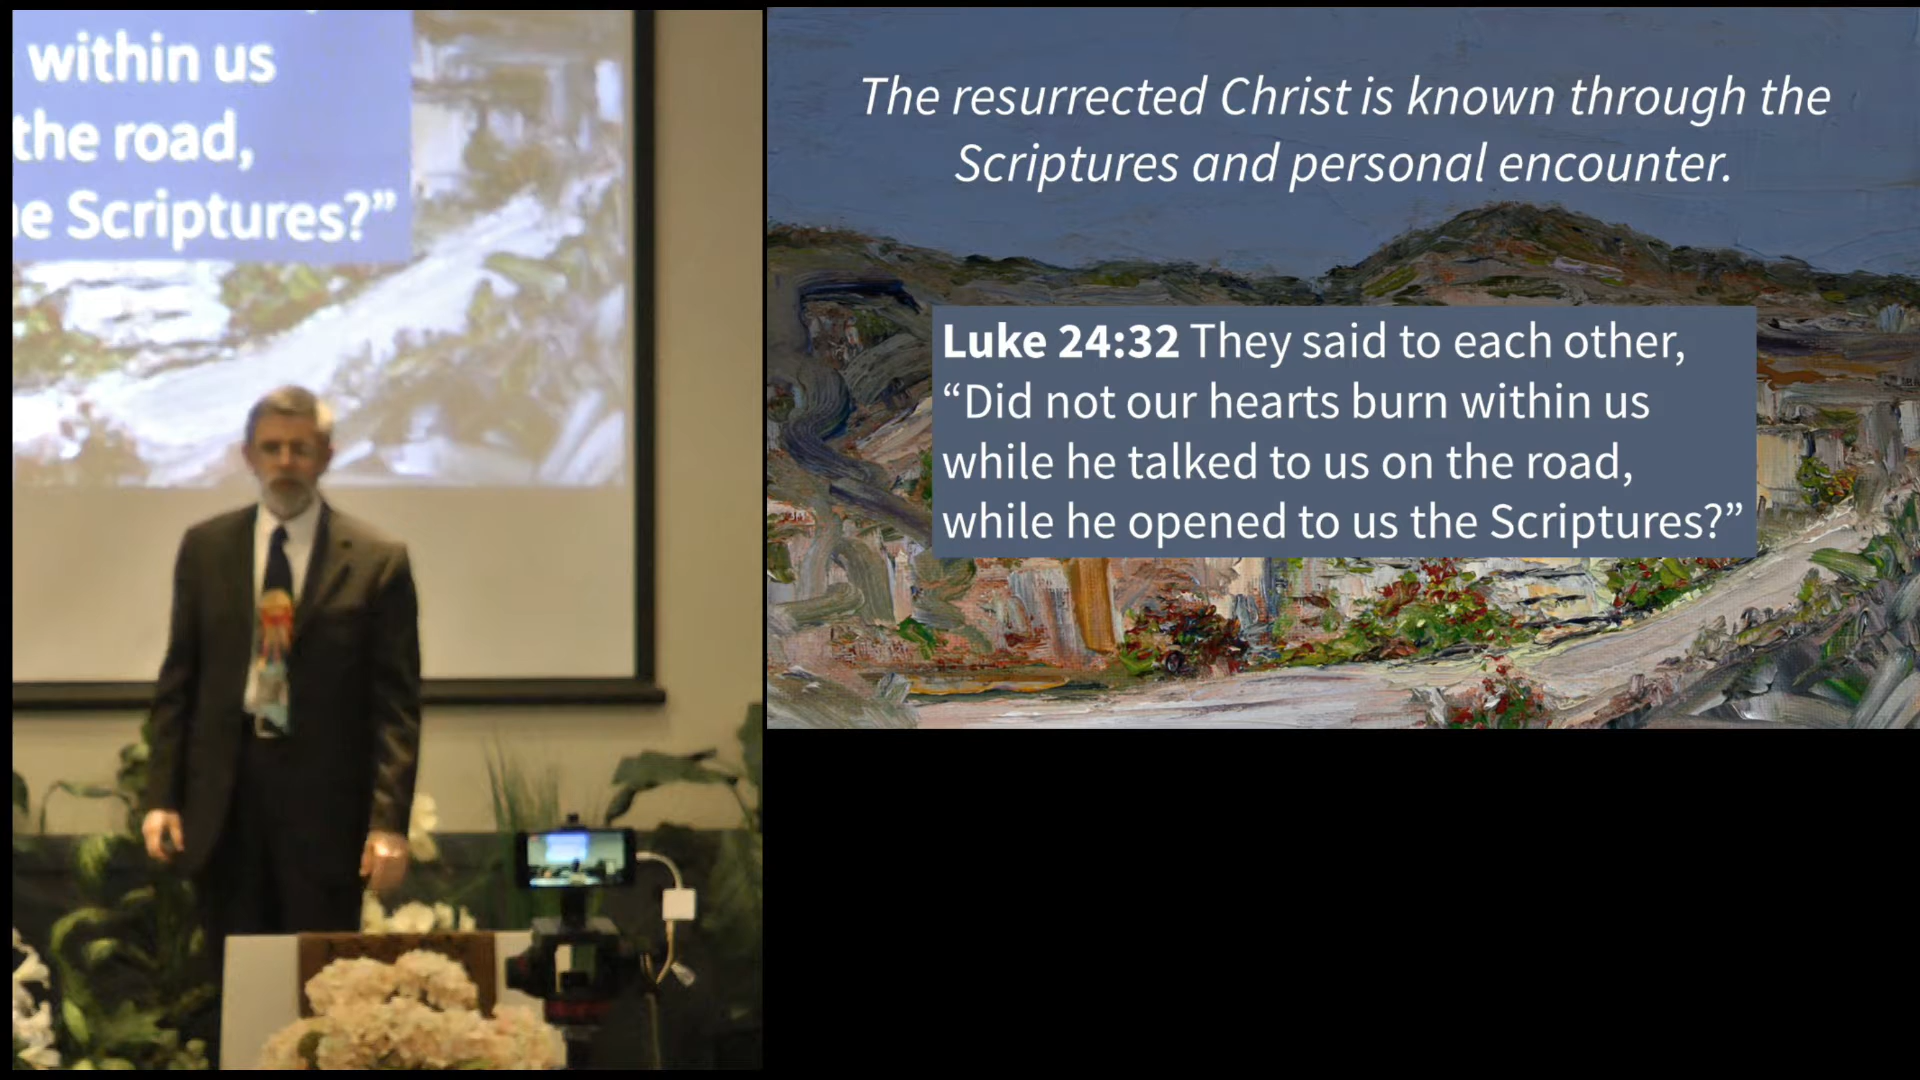 within us
the road,
e Scriptures?”
The resurrected Christ is known through the
Scriptures and personal encounter.
Luke 24:32 They said to each other,
“Did not our hearts burn within us
while he talked to us on the road,
while he opened to us the Scriptures?”